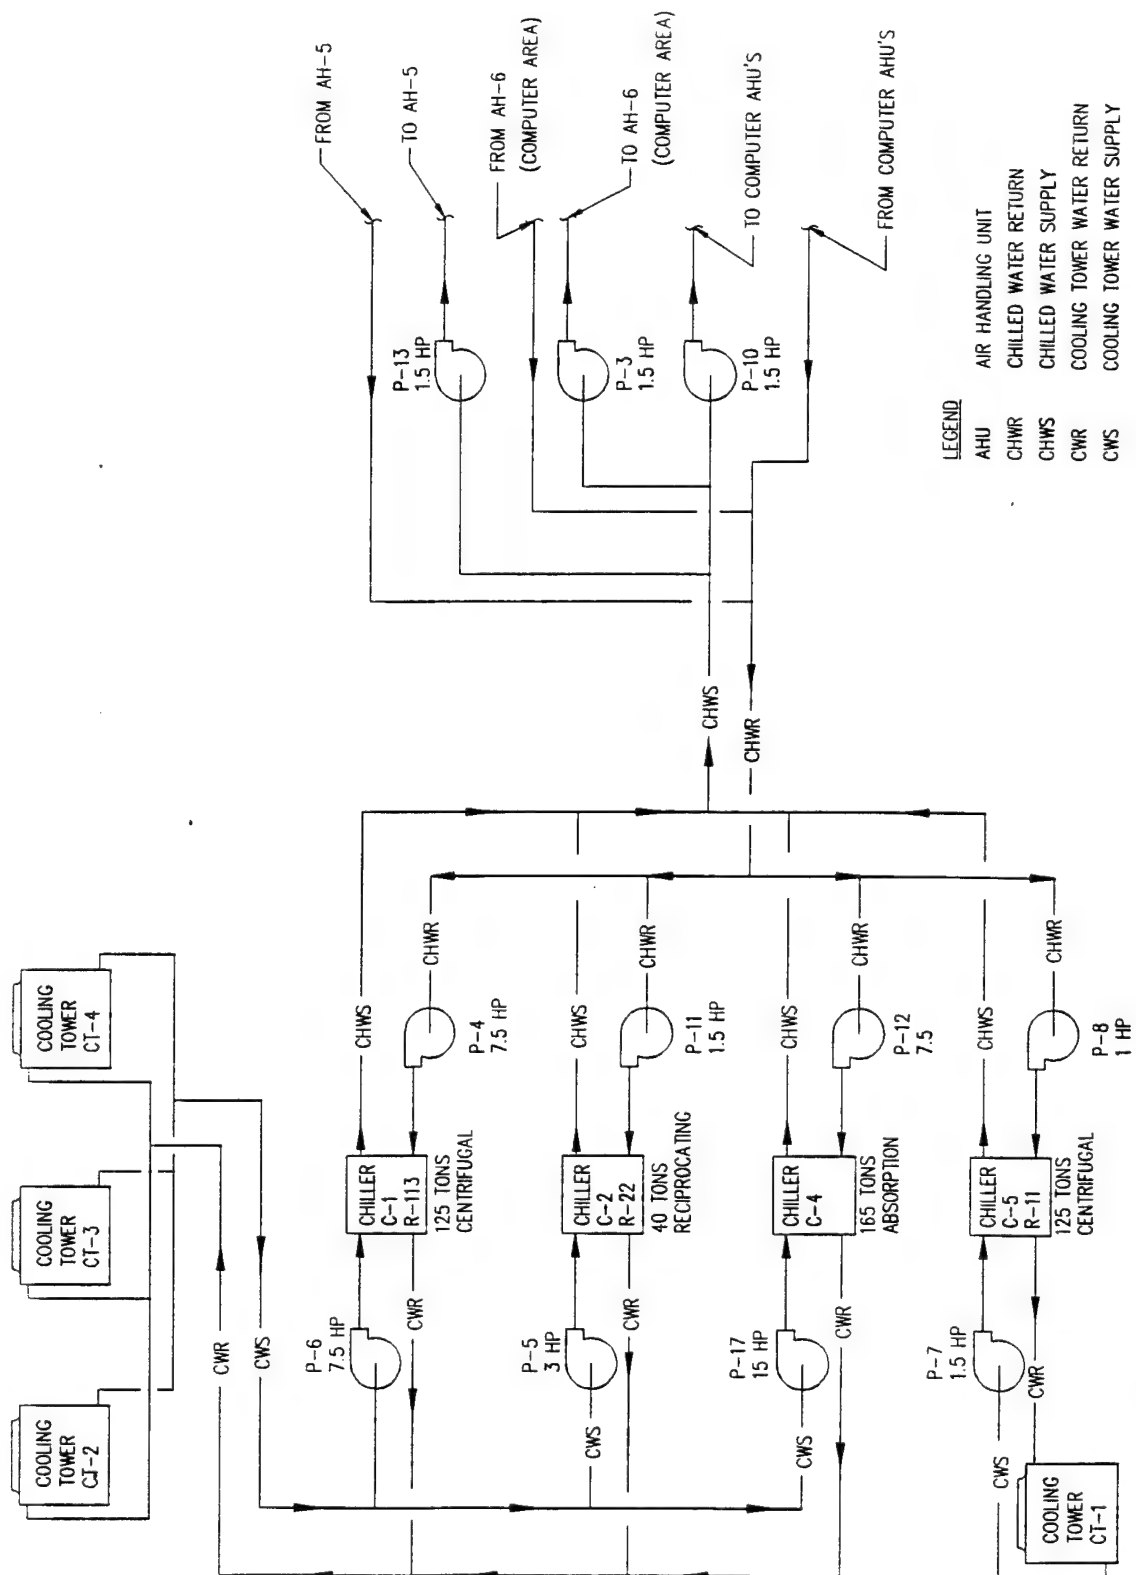 COOLING
TOWER
CT-4
COOLING
TOWER
CT-3
COOLING
TOWER
CT-2
CWR
CWS
FROM AH-5
TO AH-5
FROM AH-6
(COMPUTER AREA)
TO AH-6
(COMPUTER AREA)
TO COMPUTER AHU'S
FROM COMPUTER AHU'S
P-13
1.5 HP
P-3
1.5 HP
P-10
1.5 HP
CHWS
CHWR
P-6
7.5 HP
CHILLER
C-1
R-113
125 TONS
CENTRIFUGAL
CHWS
CHWR
P-4
7.5 HP
CWR
P-5
3 HP
CWS
CHILLER
C-2
R-22
40 TONS
RECIPROCATING
CHWS
CHWR
P-11
1.5 HP
CWR
P-17
15 HP
CWS
CHILLER
C-4
165 TONS
ABSORPTION
CHWS
CHWR
P-12
7.5
CWR
P-7
1.5 HP
CWS
CHILLER
C-5
R-11
125 TONS
CENTRIFUGAL
CHWS
CHWR
P-8
1 HP
CWR
COOLING
TOWER
CT-1
LEGEND
AHU AIR HANDLING UNIT
CHWR CHILLED WATER RETURN
CHWS CHILLED WATER SUPPLY
CWR COOLING TOWER WATER RETURN
CWS COOLING TOWER WATER SUPPLY